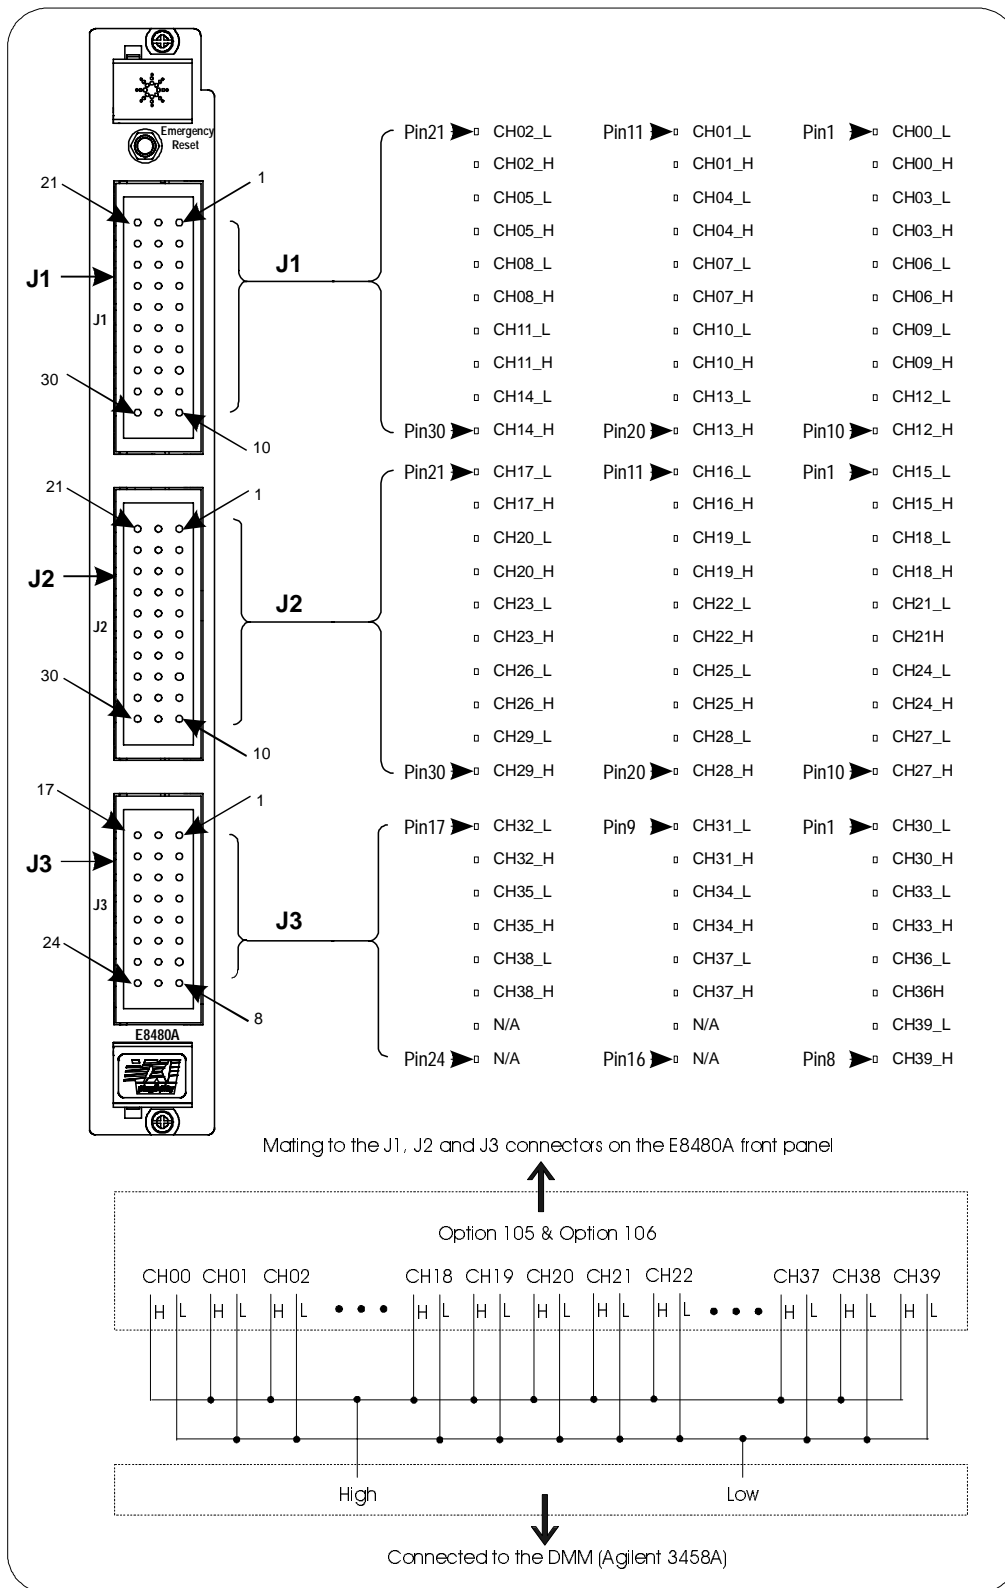 Emergency
Reset
21 1
J1
J1
30
10
J1
Pin21 CH02_L Pin11 CH01_L Pin1 CH00_L
CH02_H CH01_H CH00_H
CH05_L CH04_L CH03_L
CH05_H CH04_H CH03_H
CH08_L CH07_L CH06_L
CH08_H CH07_H CH06_H
CH11_L CH10_L CH09_L
CH11_H CH10_H CH09_H
CH14_L CH13_L CH12_L
Pin30 CH14_H Pin20 CH13_H Pin10 CH12_H
21 1
J2
J2
30
10
J2
Pin21 CH17_L Pin11 CH16_L Pin1 CH15_L
CH17_H CH16_H CH15_H
CH20_L CH19_L CH18_L
CH20_H CH19_H CH18_H
CH23_L CH22_L CH21_L
CH23_H CH22_H CH21H
CH26_L CH25_L CH24_L
CH26_H CH25_H CH24_H
CH29_L CH28_L CH27_L
Pin30 CH29_H Pin20 CH28_H Pin10 CH27_H
17 1
J3
J3
24
8
J3
Pin17 CH32_L Pin9 CH31_L Pin1 CH30_L
CH32_H CH31_H CH30_H
CH35_L CH34_L CH33_L
CH35_H CH34_H CH33_H
CH38_L CH37_L CH36_L
CH38_H CH37_H CH36H
N/A N/A CH39_L
Pin24 N/A Pin16 N/A Pin8 CH39_H
E8480A
Mating to the J1, J2 and J3 connectors on the E8480A front panel
Option 105 & Option 106
CH00 CH01 CH02 CH18 CH19 CH20 CH21 CH22 CH37 CH38 CH39
H L H L H L • • • H L H L H L H L H L • • • H L H L H L
High Low
Connected to the DMM (Agilent 3458A)